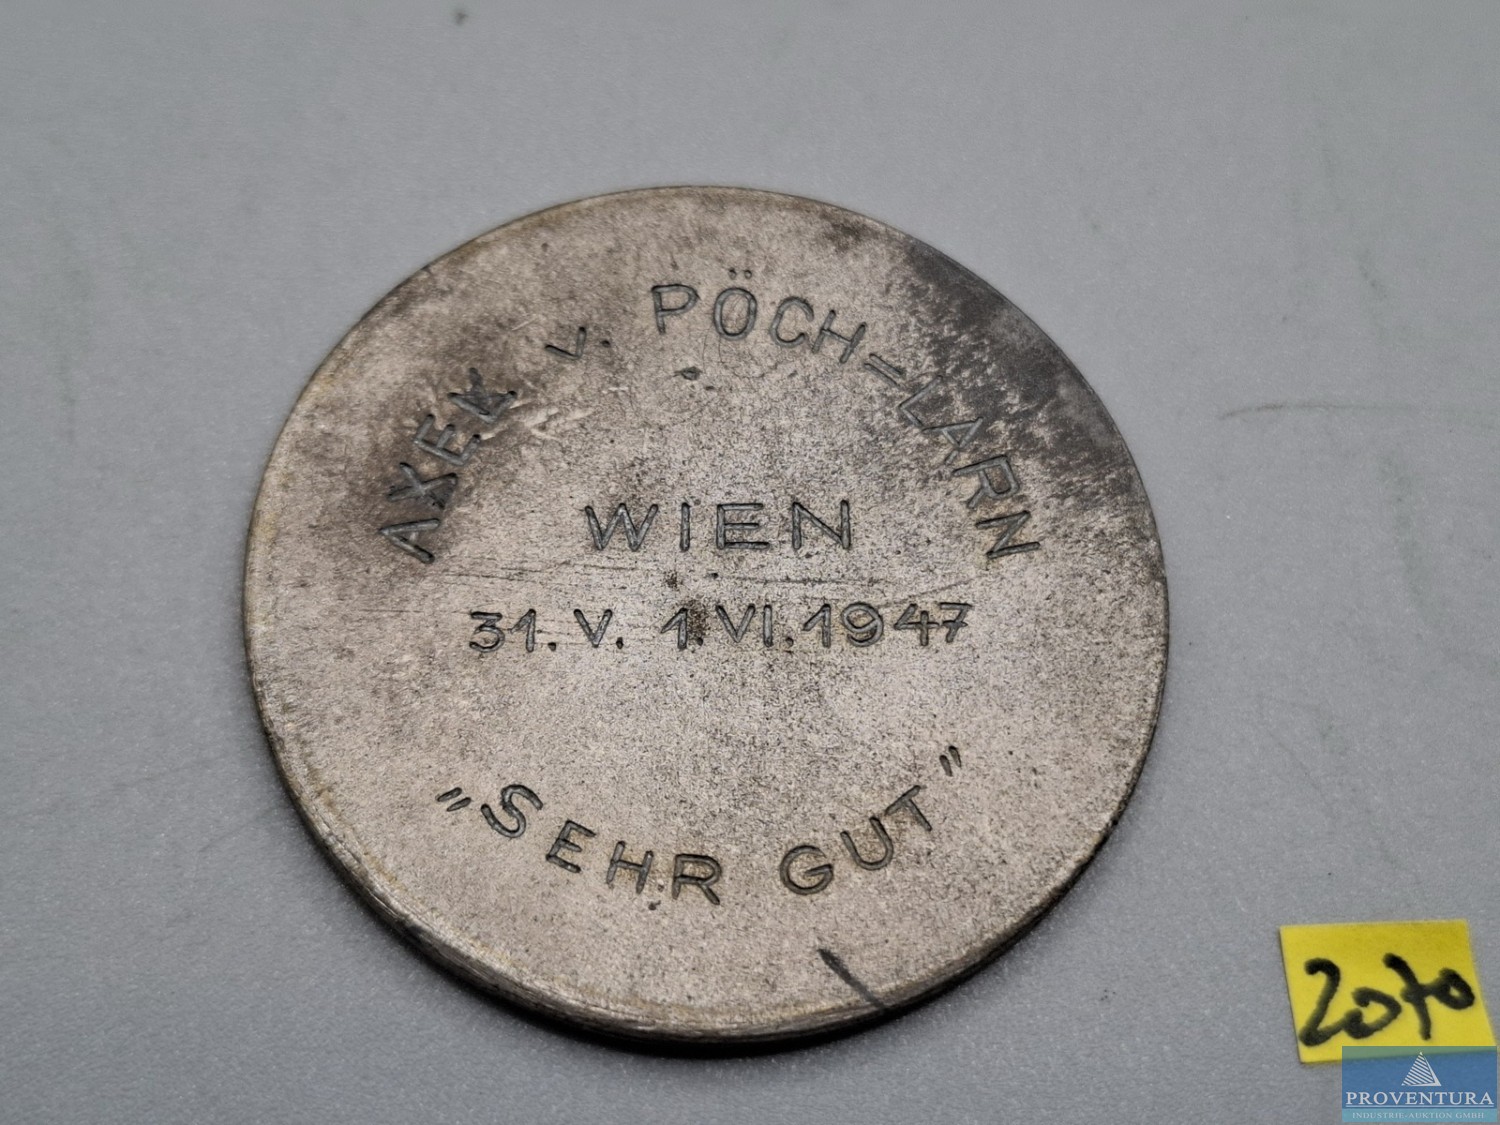 AXEL v. PÖCH=LARN
WIEN
31. V. 1. VI. 1947
„SEHR GUT"
2070
PROVENTURA
INDUSTRIE-AUKTION GMBH